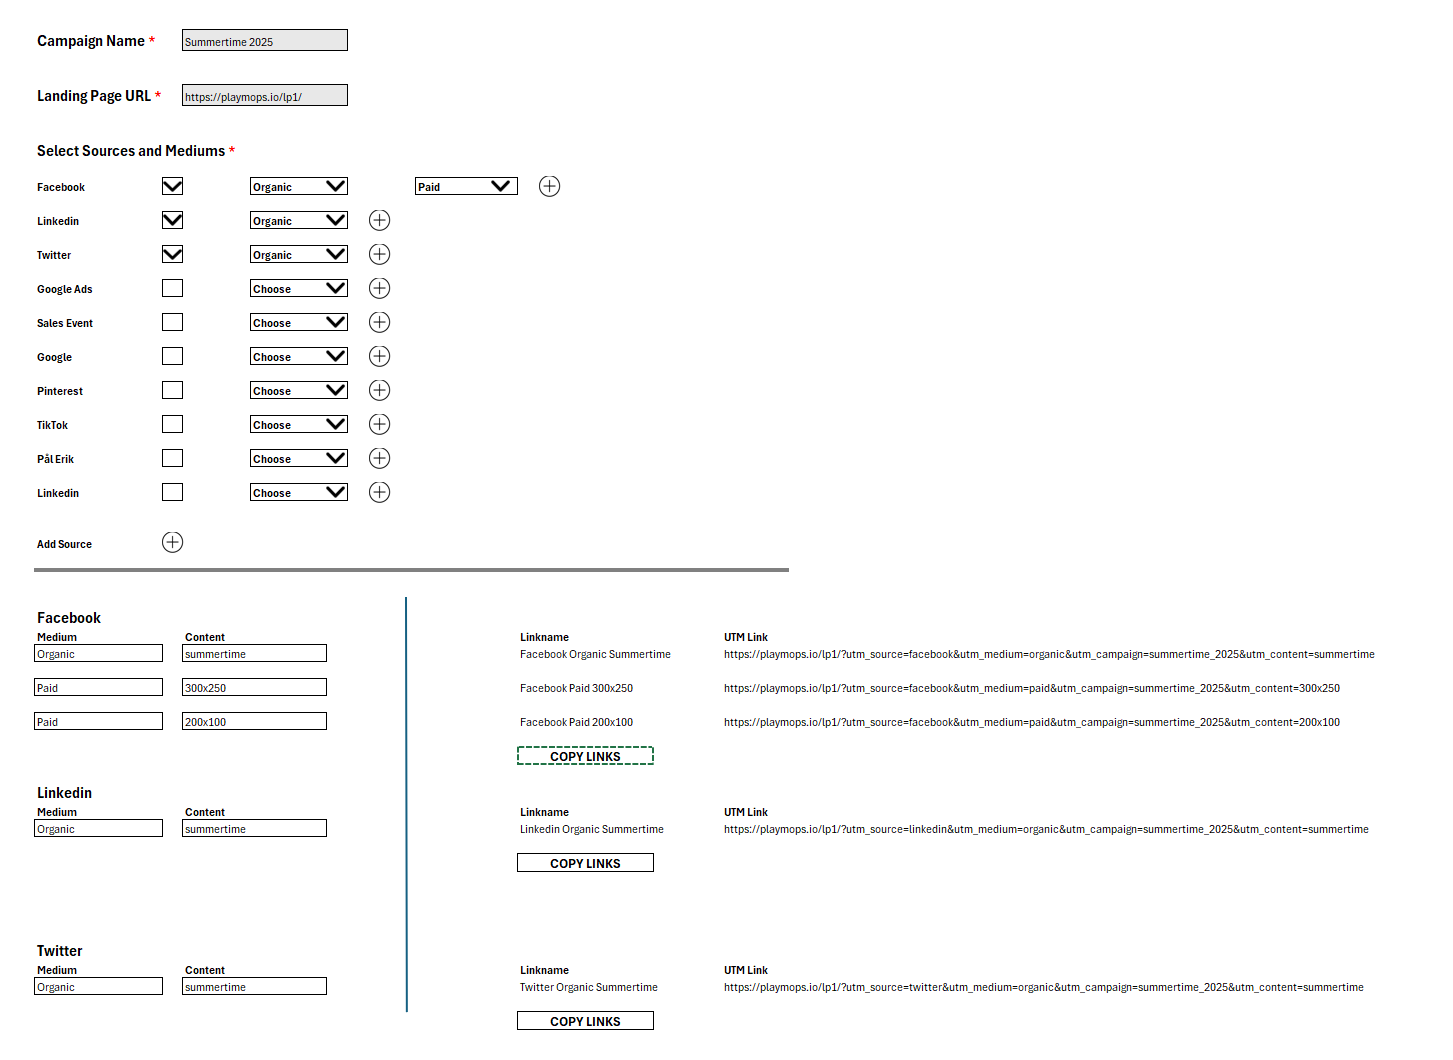 Campaign Name * Summertime 2025
Landing Page URL * https://playmops.io/lp1/
Select Sources and Mediums *
Facebook Organic Paid
Linkedin Organic
Twitter Organic
Google Ads Choose
Sales Event Choose
Google Choose
Pinterest Choose
TikTok Choose
Pål Erik Choose
Linkedin Choose
Add Source
Facebook
Medium Content Linkname UTM Link
Organic summertime Facebook Organic Summertime https://playmops.io/lp1/?utm_source=facebook&utm_medium=organic&utm_campaign=summertime_2025&utm_content=summertime
Paid 300x250 Facebook Paid 300x250 https://playmops.io/lp1/?utm_source=facebook&utm_medium=paid&utm_campaign=summertime_2025&utm_content=300x250
Paid 200x100 Facebook Paid 200x100 https://playmops.io/lp1/?utm_source=facebook&utm_medium=paid&utm_campaign=summertime_2025&utm_content=200x100
COPY LINKS
Linkedin
Medium Content Linkname UTM Link
Organic summertime Linkedin Organic Summertime https://playmops.io/lp1/?utm_source=linkedin&utm_medium=organic&utm_campaign=summertime_2025&utm_content=summertime
COPY LINKS
Twitter
Medium Content Linkname UTM Link
Organic summertime Twitter Organic Summertime https://playmops.io/lp1/?utm_source=twitter&utm_medium=organic&utm_campaign=summertime_2025&utm_content=summertime
COPY LINKS